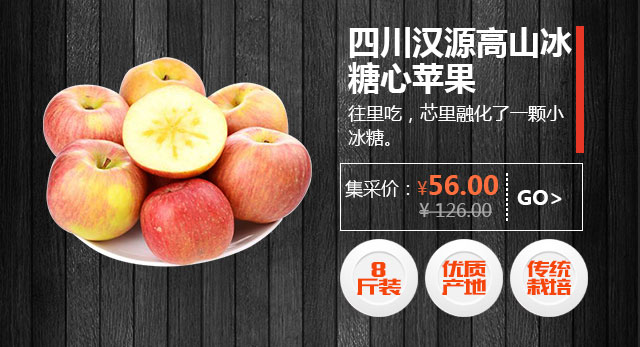 四川汉源高山冰
糖心苹果
往里吃，芯里融化了一颗小
冰糖。
集采价：¥56.00
¥ 126.00
GO>
8
斤装
优质
产地
传统
栽培